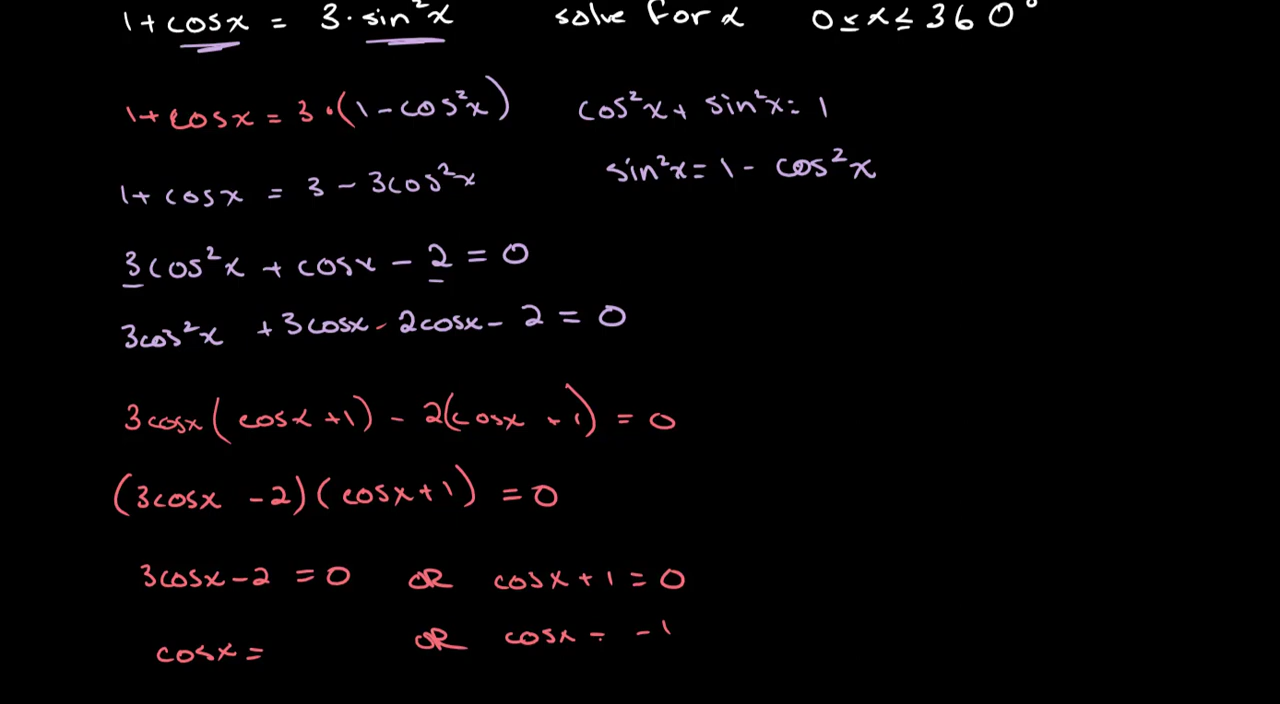 1 + cosx = 3 · sin²x solve for x 0 ≤ x ≤ 360°
1 + cosx = 3 · (1 - cos²x) cos²x + sin²x = 1
1 + cosx = 3 - 3cos²x sin²x = 1 - cos²x
3cos²x + cosx - 2 = 0
3cos²x + 3cosx - 2cosx - 2 = 0
3cosx (cosx + 1) - 2(cosx + 1) = 0
(3cosx - 2)(cosx + 1) = 0
3cosx - 2 = 0 OR cosx + 1 = 0
cosx = OR cosx = -1